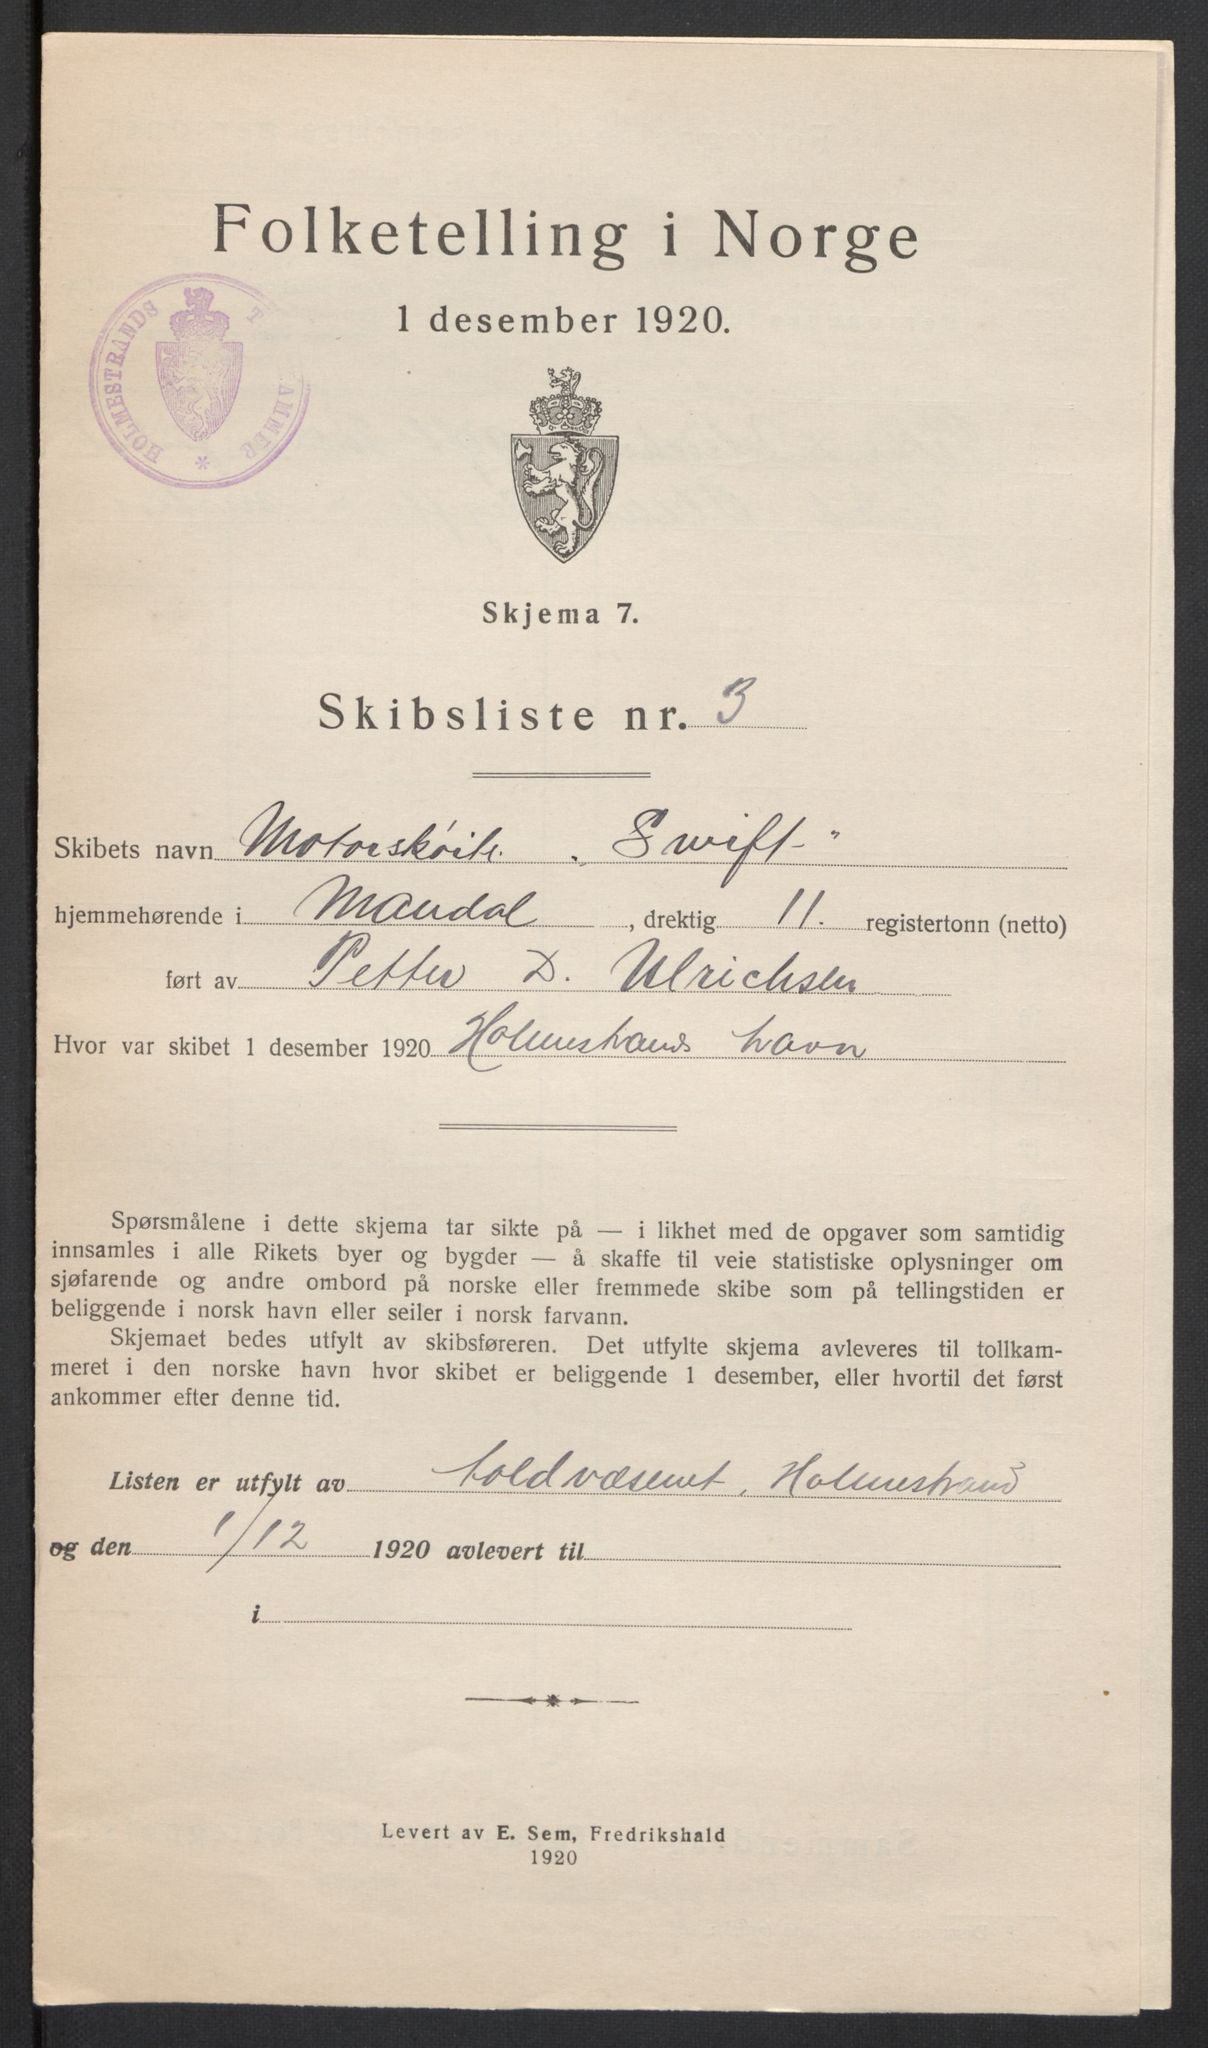 Folketelling i Norge
1 desember 1920.
HOLMESTRANDS T AMMER
Skjema 7.
Skibsliste nr. 3
Skibets navn Motorskøite "Swift"
hjemmehørende i Mandal, drektig 11. registertonn (netto)
ført av Petter D. Ulrichsen
Hvor var skibet 1 desember 1920 Holmestrands havn
Spørsmålene i dette skjema tar sikte på — i likhet med de opgaver som samtidig
innsamles i alle Rikets byer og bygder — å skaffe til veie statistiske oplysninger om
sjøfarende og andre ombord på norske eller fremmede skibe som på tellingstiden er
beliggende i norsk havn eller seiler i norsk farvann.
Skjemaet bedes utfylt av skibsføreren. Det utfylte skjema avleveres til tollkam-
meret i den norske havn hvor skibet er beliggende 1 desember, eller hvortil det først
ankommer efter denne tid.
Listen er utfylt av toldvæsenet, Holmestrand
og den 1/12 1920 avlevert til
i
Levert av E. Sem, Fredrikshald
1920